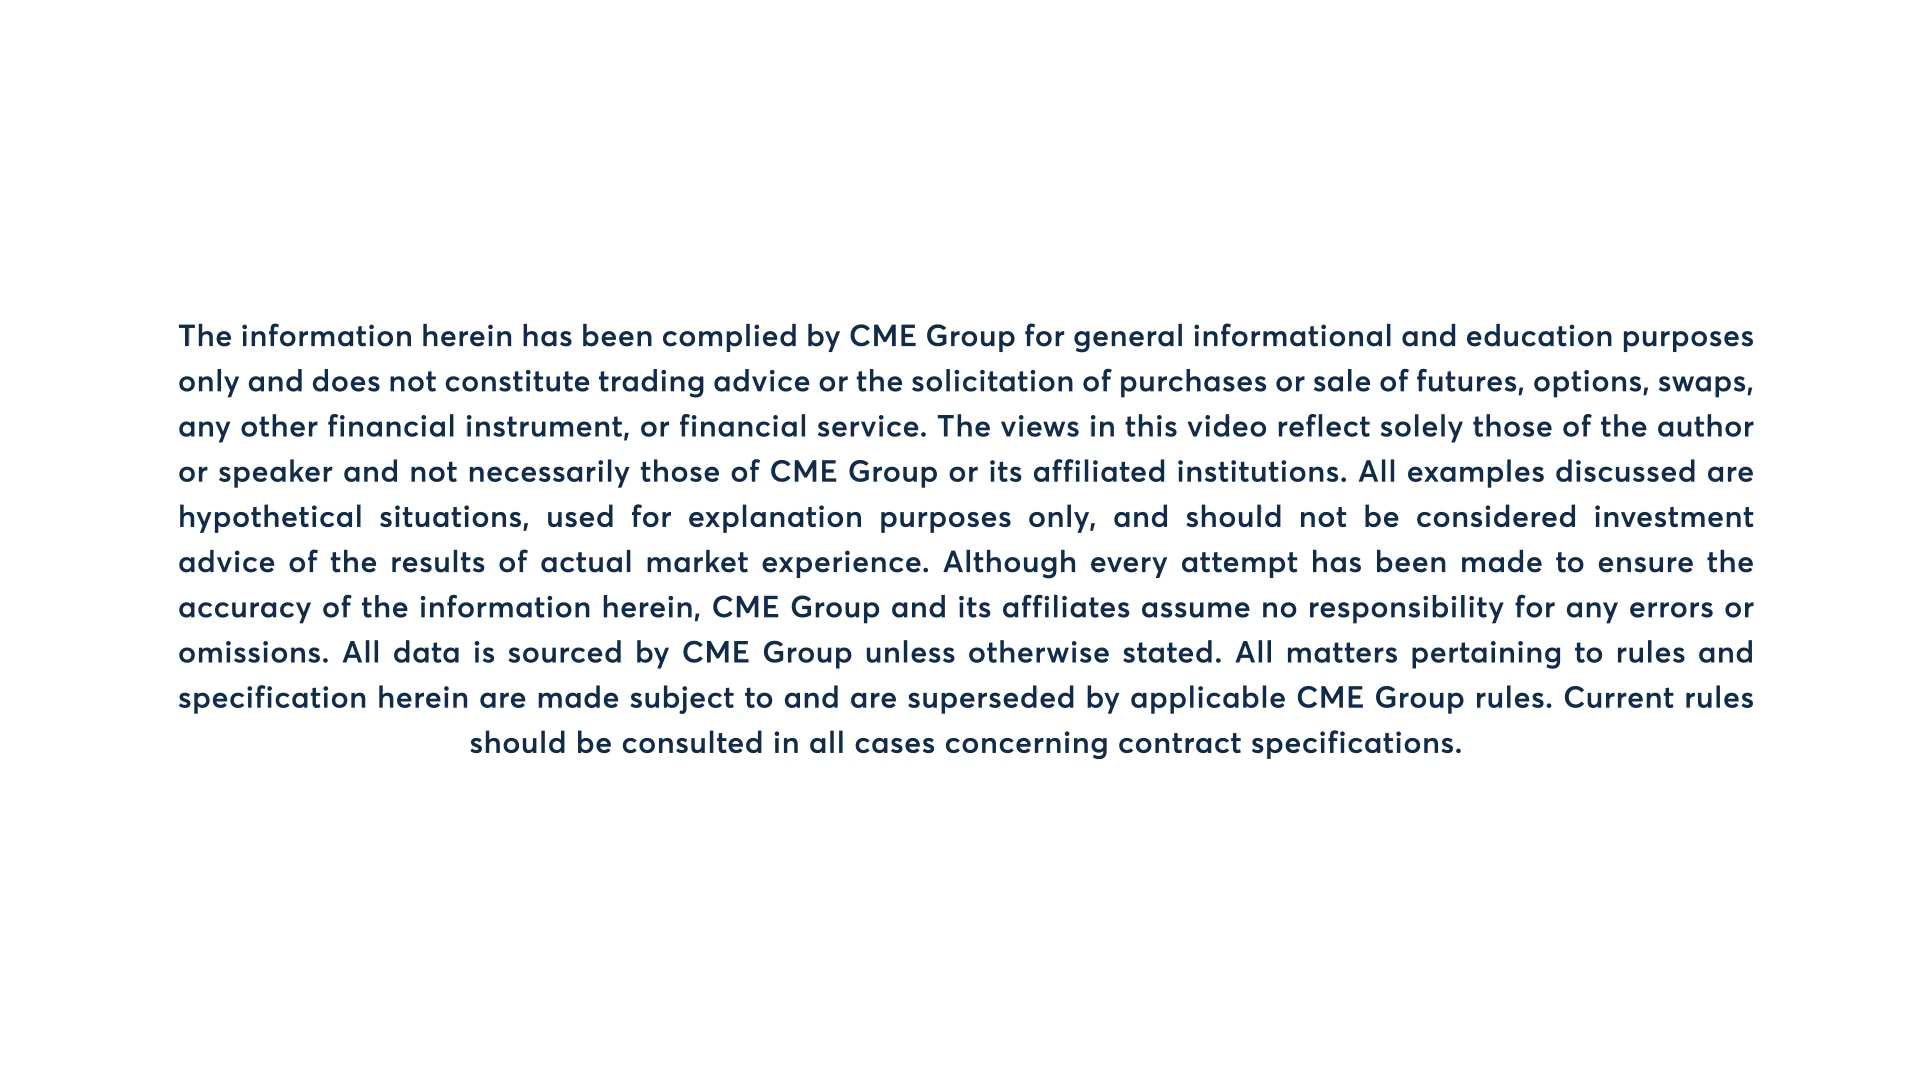 The information herein has been complied by CME Group for general informational and education purposes
only and does not constitute trading advice or the solicitation of purchases or sale of futures, options, swaps,
any other financial instrument, or financial service. The views in this video reflect solely those of the author
or speaker and not necessarily those of CME Group or its affiliated institutions. All examples discussed are
hypothetical situations, used for explanation purposes only, and should not be considered investment
advice of the results of actual market experience. Although every attempt has been made to ensure the
accuracy of the information herein, CME Group and its affiliates assume no responsibility for any errors or
omissions. All data is sourced by CME Group unless otherwise stated. All matters pertaining to rules and
specification herein are made subject to and are superseded by applicable CME Group rules. Current rules
should be consulted in all cases concerning contract specifications.